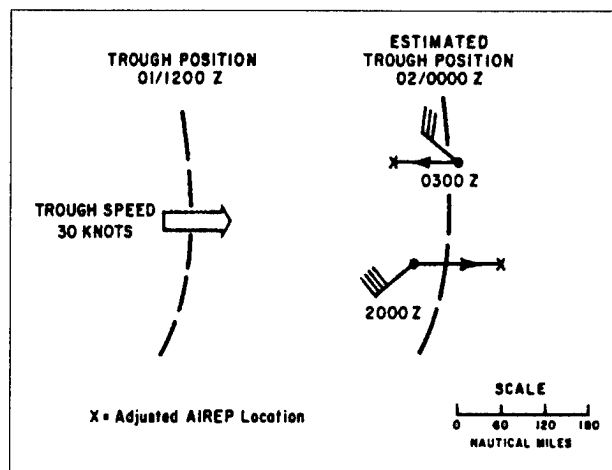 TROUGH POSITION
01/1200 Z
ESTIMATED
TROUGH POSITION
02/0000 Z
0300 Z
TROUGH SPEED
30 KNOTS
2000 Z
X = Adjusted AIREP Location
SCALE
0 60 120 180
NAUTICAL MILES